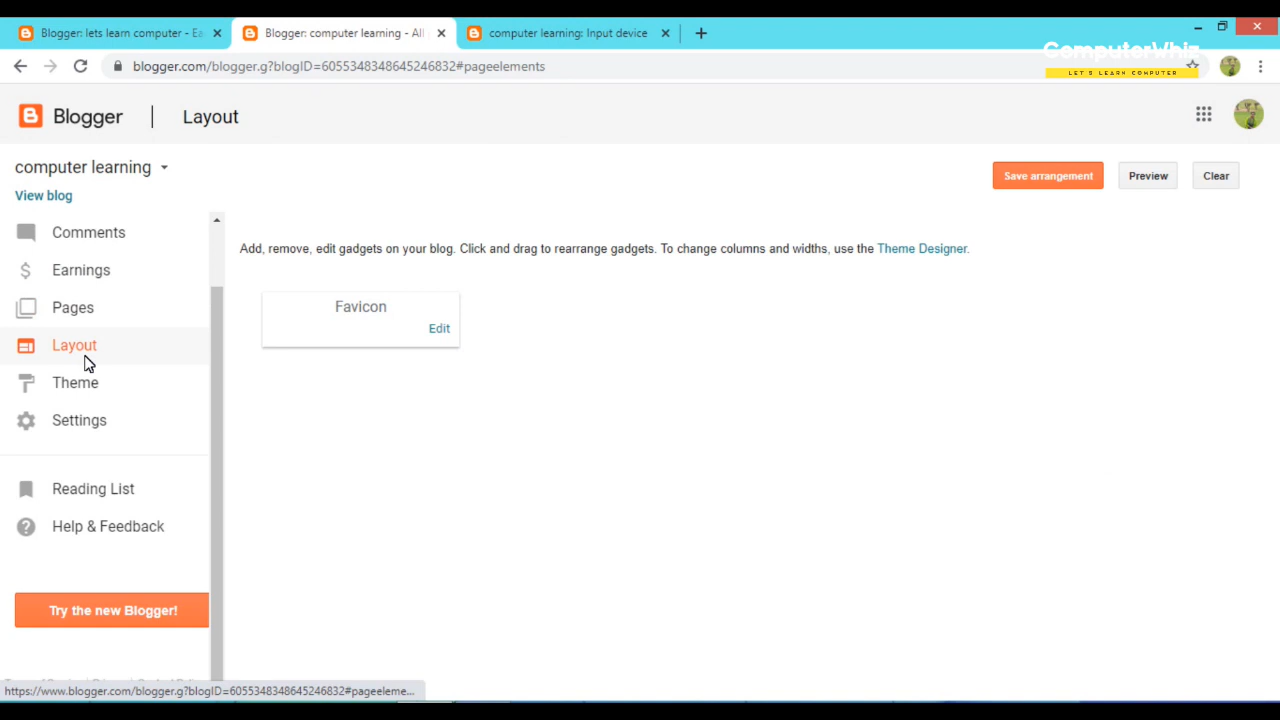 Blogger: lets learn computer - Ea
Blogger: computer learning - All
computer learning: Input device
blogger.com/blogger.g?blogID=6055348348645246832#pageelements
ComputerWhiz
LET'S LEARN COMPUTER
Blogger
Layout
computer learning
Save arrangement
Preview
Clear
View blog
Comments
Add, remove, edit gadgets on your blog. Click and drag to rearrange gadgets. To change columns and widths, use the Theme Designer.
Earnings
Pages
Favicon
Edit
Layout
Theme
Settings
Reading List
Help & Feedback
Try the new Blogger!
https://www.blogger.com/blogger.g?blogID=6055348348645246832#pageeleme...